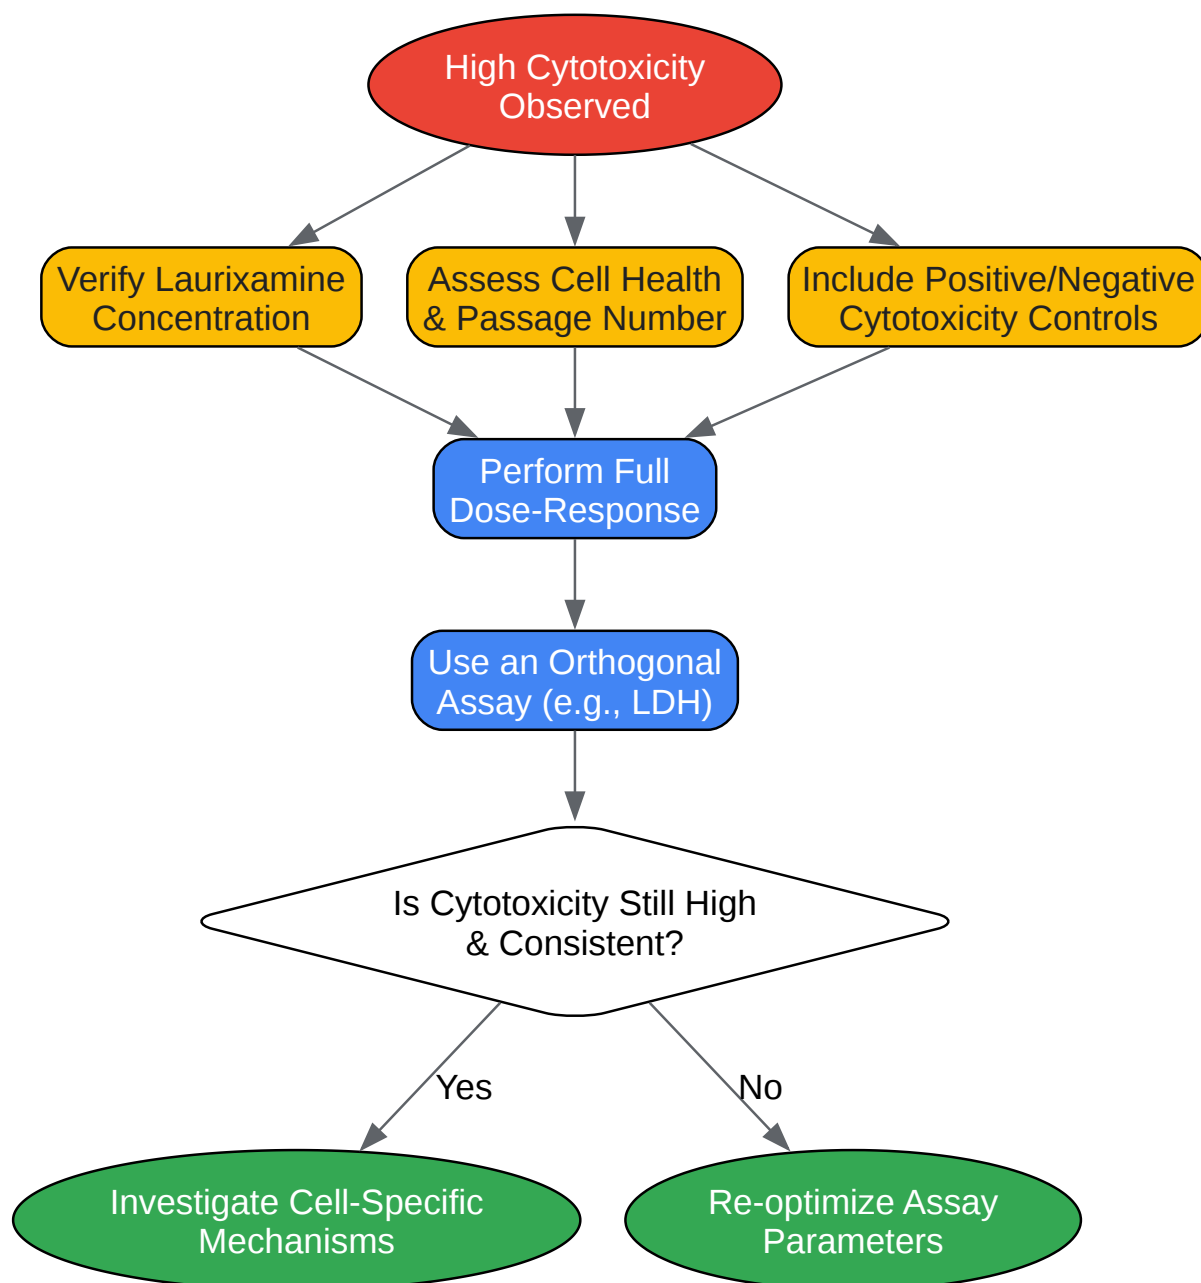 High Cytotoxicity
Observed
Verify Laurixamine
Concentration
Assess Cell Health
& Passage Number
Include Positive/Negative
Cytotoxicity Controls
Perform Full
Dose-Response
Use an Orthogonal
Assay (e.g., LDH)
Is Cytotoxicity Still High
& Consistent?
Yes
No
Investigate Cell-Specific
Mechanisms
Re-optimize Assay
Parameters